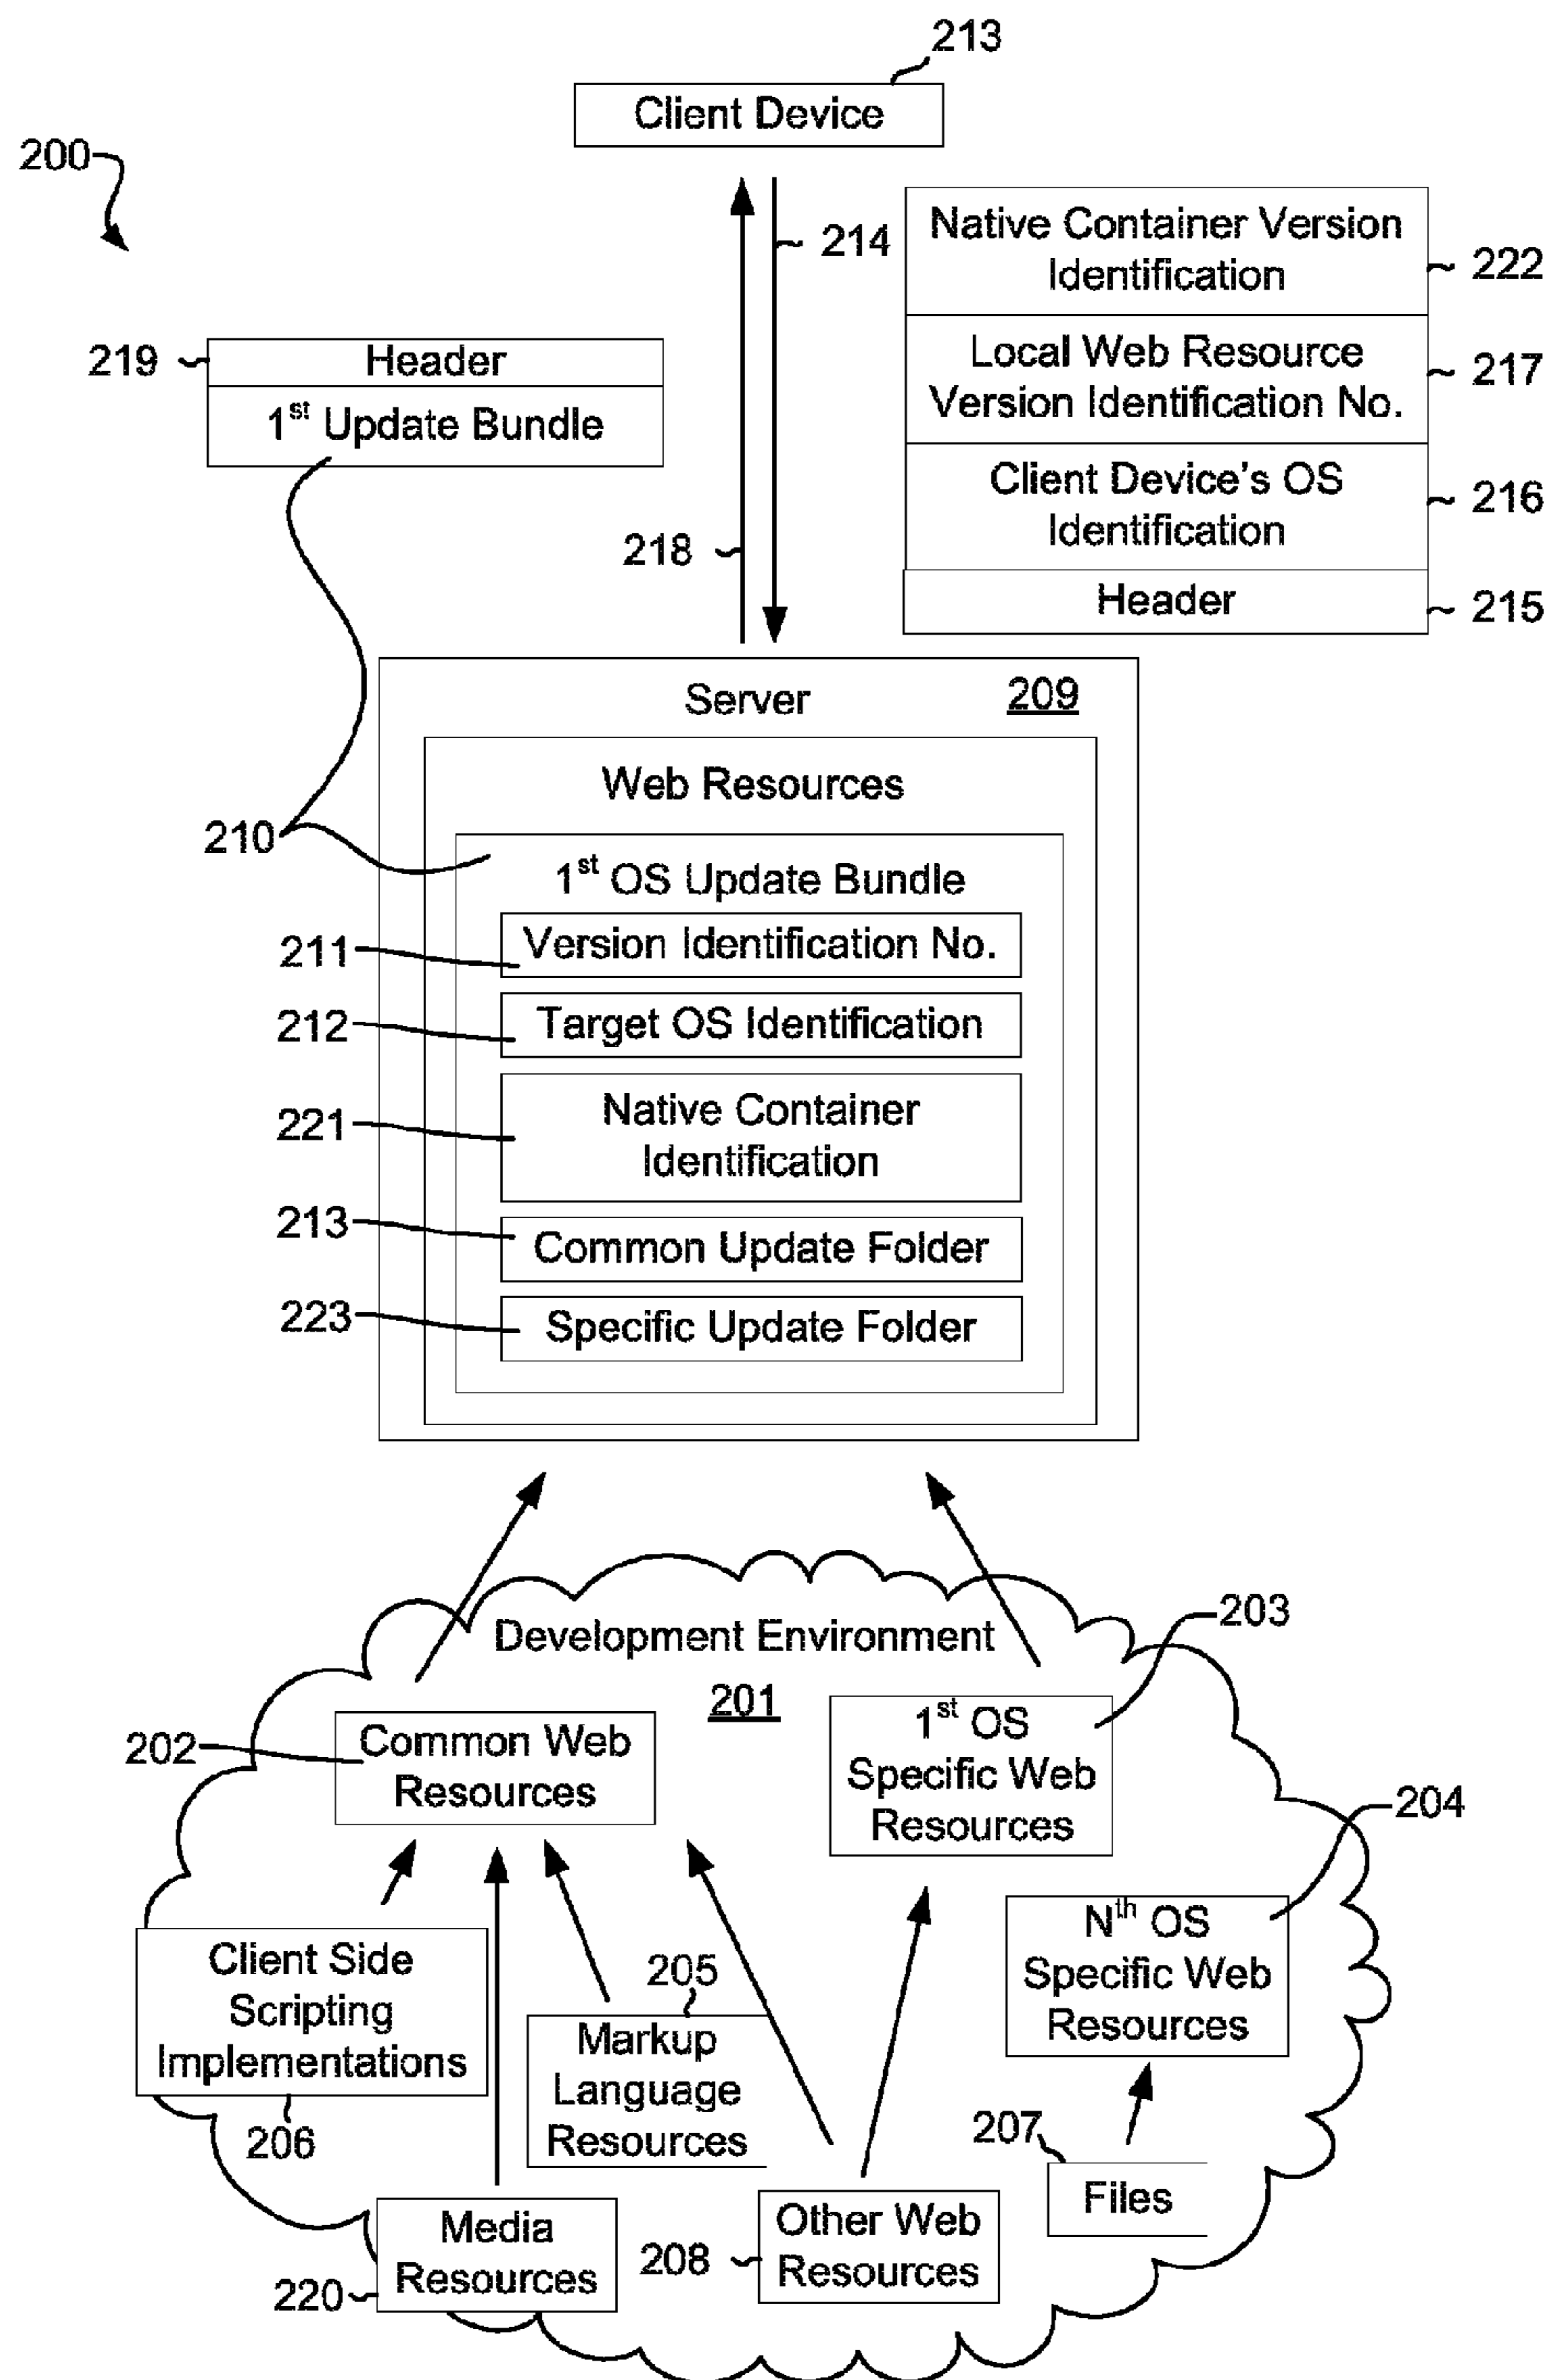 213
Client Device
200
214
Native Container Version
Identification
222
Local Web Resource
Version Identification No.
217
Client Device's OS
Identification
216
Header
215
219
Header
1st Update Bundle
218
Server
209
Web Resources
210
1st OS Update Bundle
211
Version Identification No.
212
Target OS Identification
221
Native Container
Identification
213
Common Update Folder
223
Specific Update Folder
Development Environment
201
203
202
Common Web
Resources
1st OS
Specific Web
Resources
204
Nth OS
Specific Web
Resources
Client Side
Scripting
Implementations
206
205
Markup
Language
Resources
207
Files
Media
Resources
220
208
Other Web
Resources